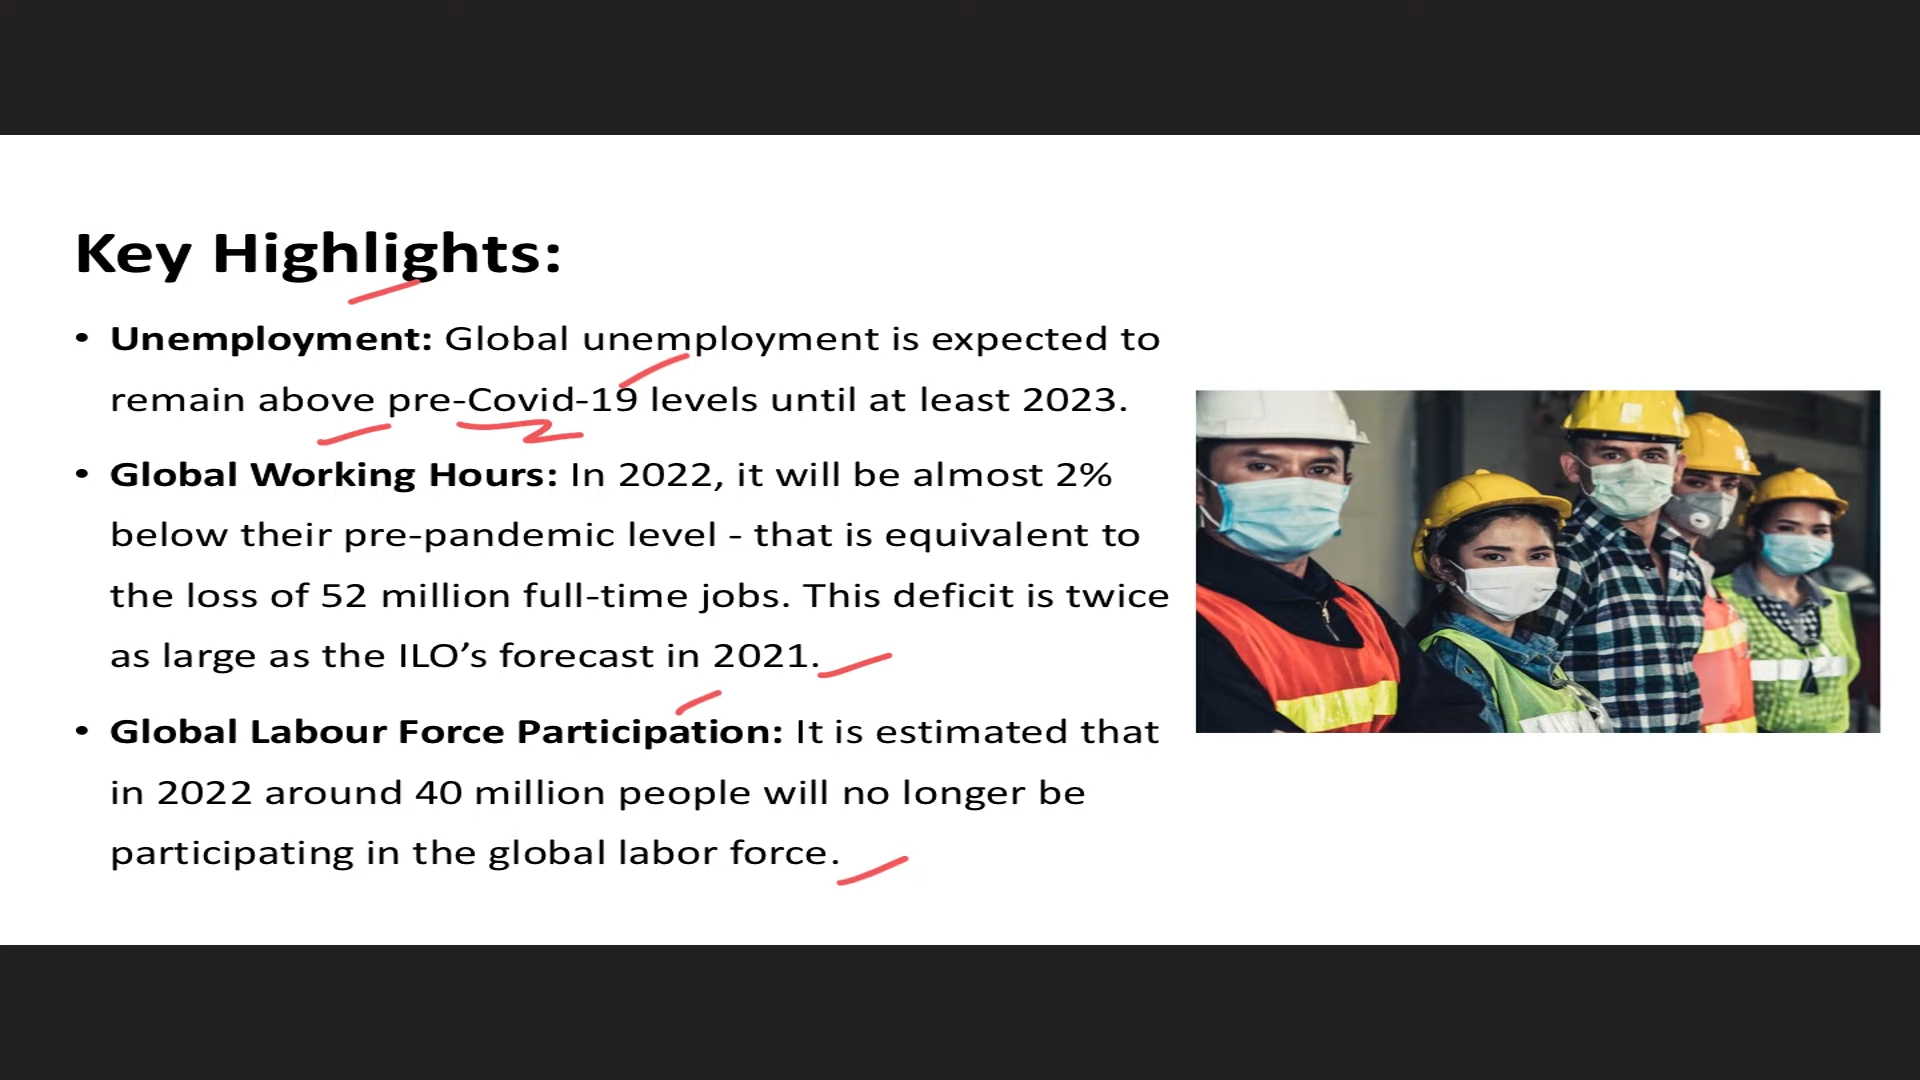 Key Highlights:
• Unemployment: Global unemployment is expected to
remain above pre-Covid-19 levels until at least 2023.
• Global Working Hours: In 2022, it will be almost 2%
below their pre-pandemic level - that is equivalent to
the loss of 52 million full-time jobs. This deficit is twice
as large as the ILO’s forecast in 2021.
• Global Labour Force Participation: It is estimated that
in 2022 around 40 million people will no longer be
participating in the global labor force.